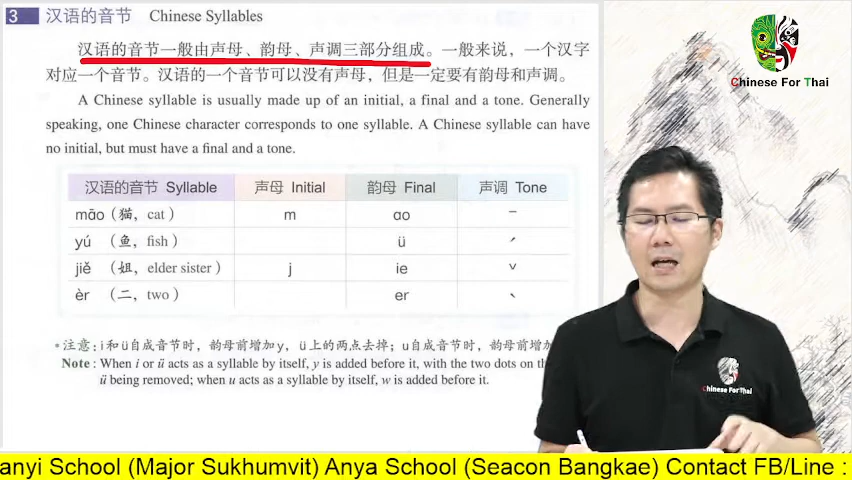 3 汉语的音节 Chinese Syllables
汉语的音节一般由声母、韵母、声调三部分组成。一般来说，一个汉字
对应一个音节。汉语的一个音节可以没有声母，但是一定要有韵母和声调。
A Chinese syllable is usually made up of an initial, a final and a tone. Generally
speaking, one Chinese character corresponds to one syllable. A Chinese syllable can have
no initial, but must have a final and a tone.
汉语的音节 Syllable 声母 Initial 韵母 Final 声调 Tone
māo（猫，cat） m ao ˉ
yú（鱼，fish） ü ˊ
jiě（姐，elder sister） j ie ˇ
èr（二，two） er ˋ
*注意：i和ü自成音节时，韵母前增加y，ü上的两点去掉；u自成音节时，韵母前增加
Note: When i or ü acts as a syllable by itself, y is added before it, with the two dots on
ü being removed; when u acts as a syllable by itself, w is added before it.
Chinese For Thai
Chinese For Thai
anyi School (Major Sukhumvit) Anya School (Seacon Bangkae) Contact FB/Line :